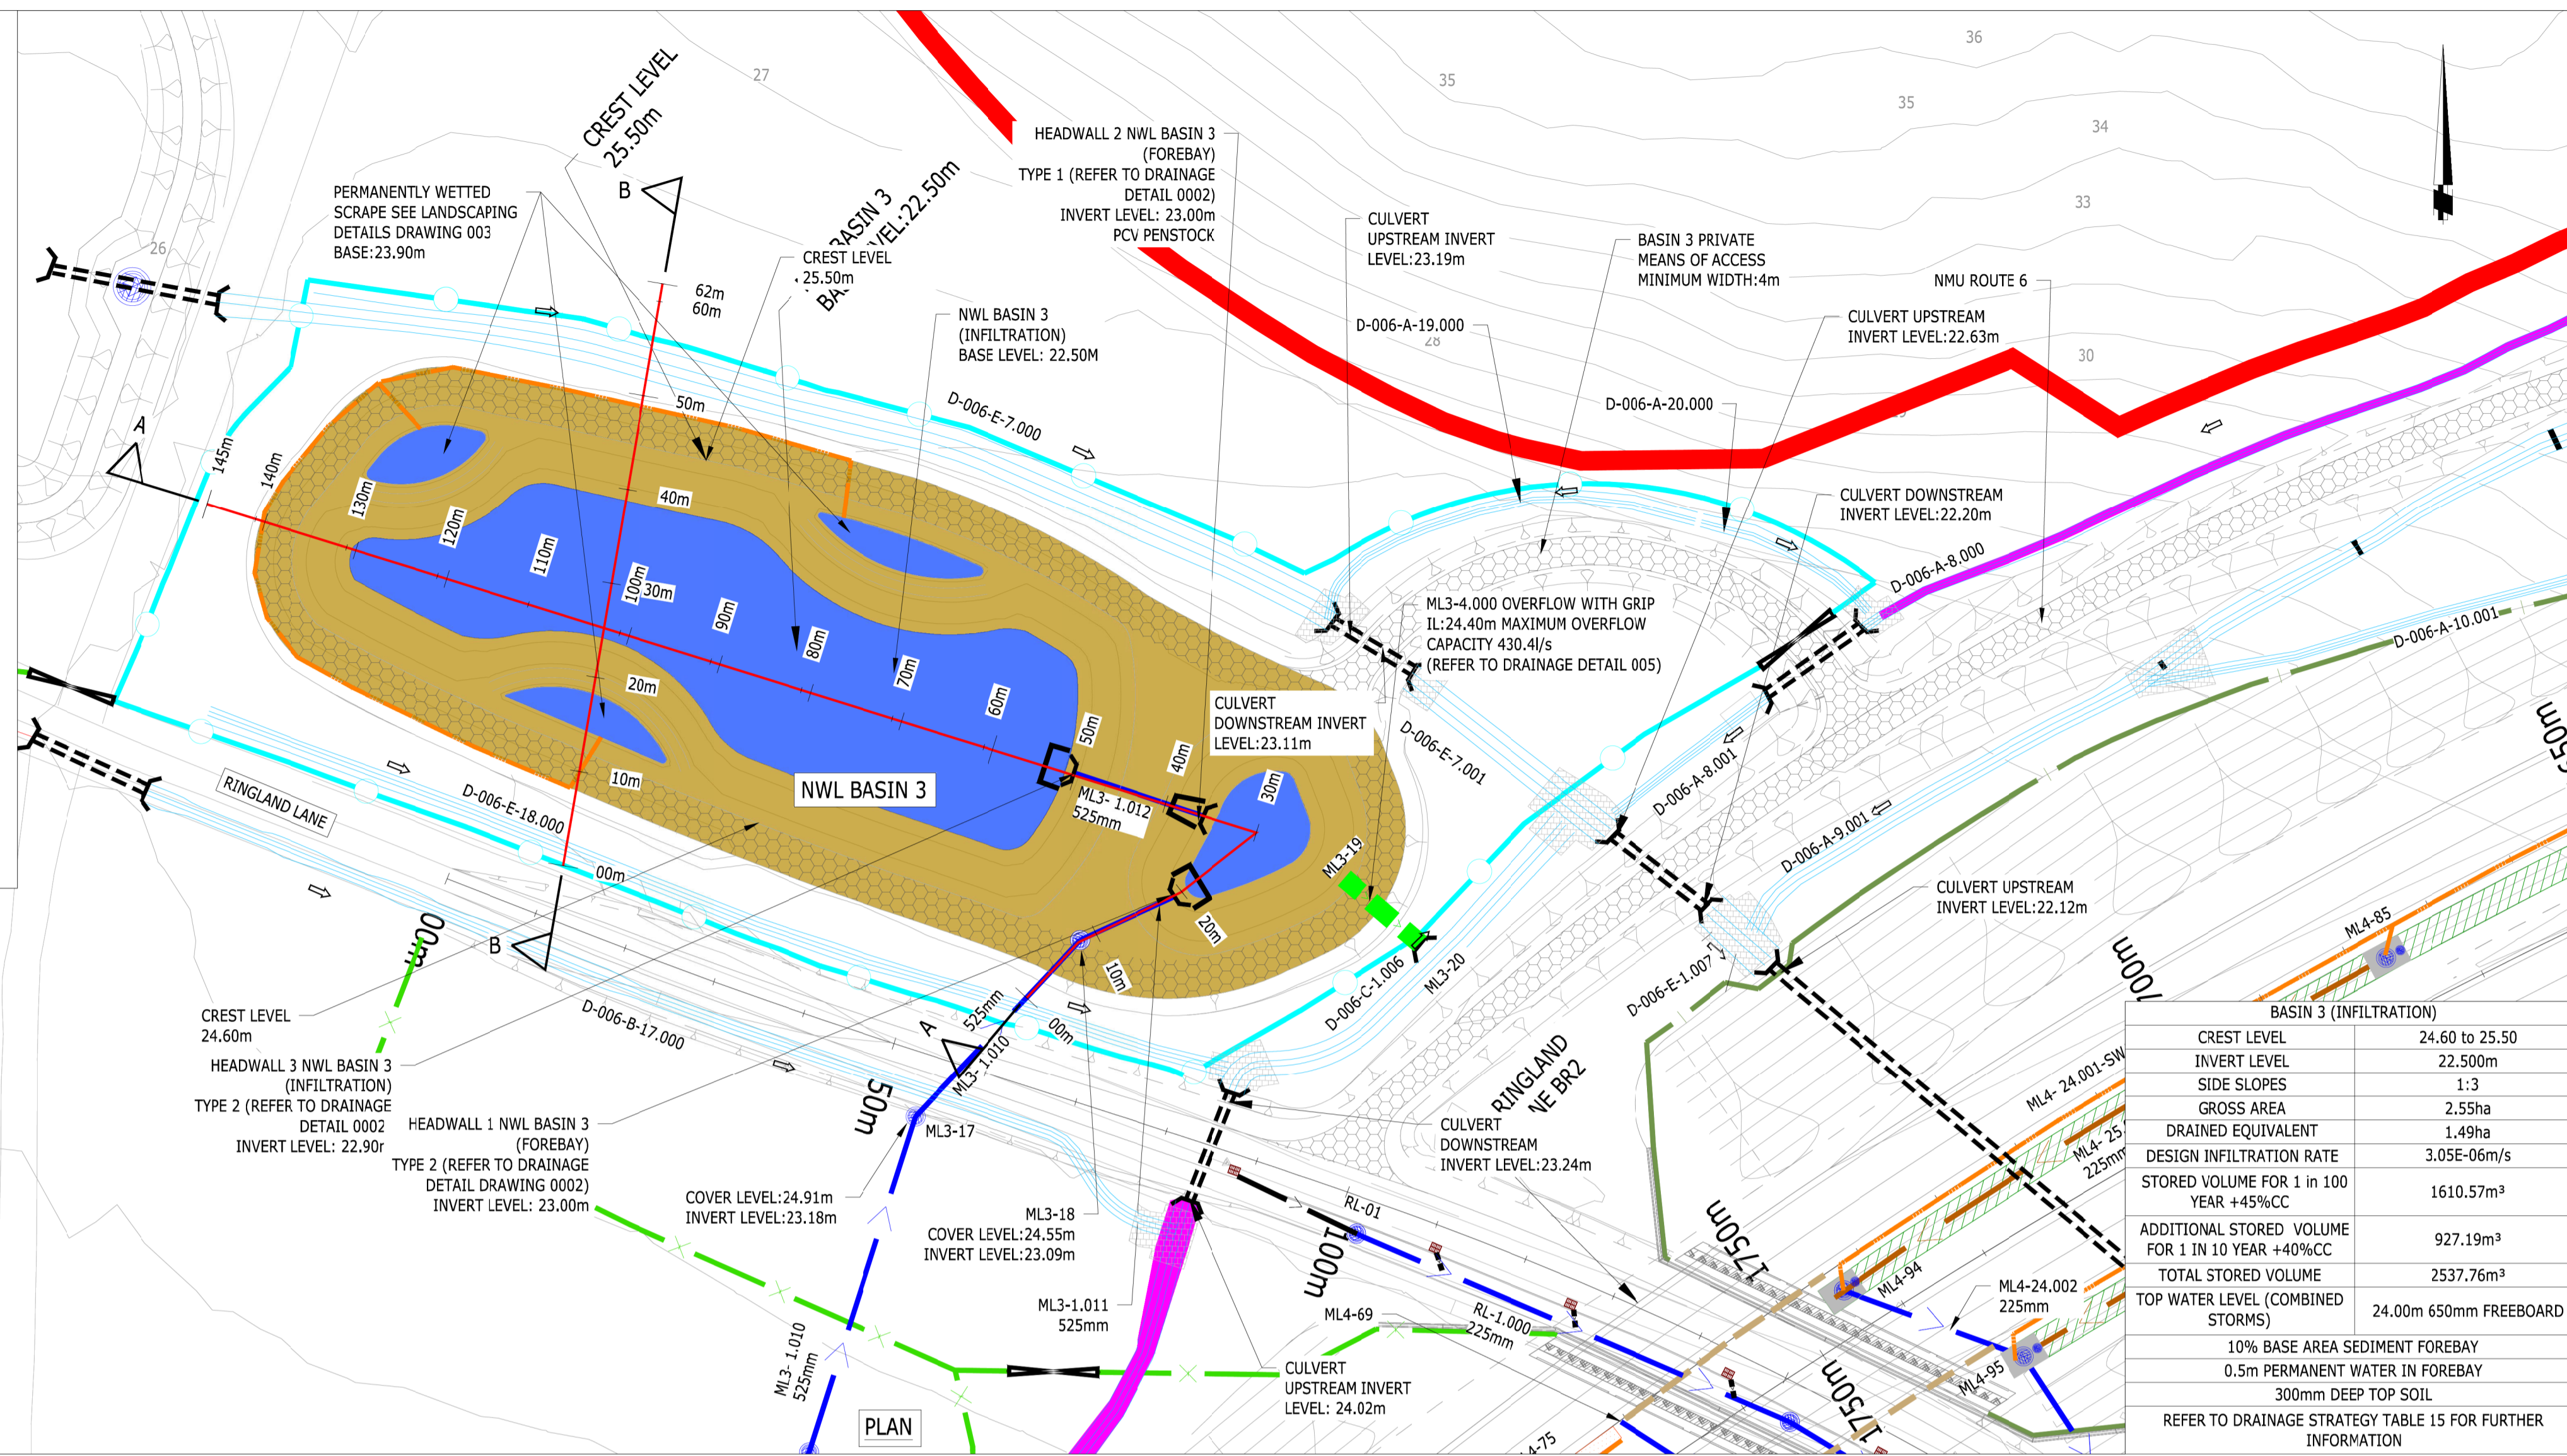 36
35
27
35
34
33
30
28
26
CREST LEVEL
25.50m
B
PERMANENTLY WETTED
SCRAPE SEE LANDSCAPING
DETAILS DRAWING 003
BASE:23.90m
HEADWALL 2 NWL BASIN 3
(FOREBAY)
TYPE 1 (REFER TO DRAINAGE
DETAIL 0002)
INVERT LEVEL: 23.00m
PCV PENSTOCK
BASIN 3
LEVEL:22.50m
CREST LEVEL
25.50m
CULVERT
UPSTREAM INVERT
LEVEL:23.19m
BASIN 3 PRIVATE
MEANS OF ACCESS
MINIMUM WIDTH:4m
NMU ROUTE 6
62m
60m
NWL BASIN 3
(INFILTRATION)
BASE LEVEL: 22.50M
D-006-A-19.000
CULVERT UPSTREAM
INVERT LEVEL:22.63m
D-006-E-7.000
50m
D-006-A-20.000
A
145m
140m
130m
120m
110m
100m
90m
80m
70m
60m
50m
40m
30m
20m
10m
00m
40m
30m
20m
10m
00m
CULVERT DOWNSTREAM
INVERT LEVEL:22.20m
D-006-A-8.000
ML3-4.000 OVERFLOW WITH GRIP
IL:24.40m MAXIMUM OVERFLOW
CAPACITY 430.4l/s
(REFER TO DRAINAGE DETAIL 005)
D-006-A-10.001
CULVERT
DOWNSTREAM INVERT
LEVEL:23.11m
D-006-E-7.001
D-006-A-8.001
D-006-A-9.001
NWL BASIN 3
ML3- 1.012
525mm
RINGLAND LANE
D-006-E-18.000
ML3-19
CULVERT UPSTREAM
INVERT LEVEL:22.12m
ML4-85
B
00m
D-006-B-17.000
525mm
A
ML3- 1.010
D-006-C-1.006
ML3-20
D-006-E-1.007
700m
650m
CREST LEVEL
24.60m
HEADWALL 3 NWL BASIN 3
(INFILTRATION)
TYPE 2 (REFER TO DRAINAGE
DETAIL 0002
INVERT LEVEL: 22.90
HEADWALL 1 NWL BASIN 3
(FOREBAY)
TYPE 2 (REFER TO DRAINAGE
DETAIL DRAWING 0002)
INVERT LEVEL: 23.00m
50m
ML3-17
COVER LEVEL:24.91m
INVERT LEVEL:23.18m
ML3-18
COVER LEVEL:24.55m
INVERT LEVEL:23.09m
ML3-1.011
525mm
RINGLAND
NE BR2
CULVERT
DOWNSTREAM
INVERT LEVEL:23.24m
ML4- 24.001-SW
ML4- 25.
225mm
RL-01
100m
ML4-69
RL-1.000
225mm
1750m
ML4-94
ML4-24.002
225mm
ML4-95
1750m
ML3- 1.010
525mm
PLAN
CULVERT
UPSTREAM INVERT
LEVEL: 24.02m
4-75
BASIN 3 (INFILTRATION)
CREST LEVEL 24.60 to 25.50
INVERT LEVEL 22.500m
SIDE SLOPES 1:3
GROSS AREA 2.55ha
DRAINED EQUIVALENT 1.49ha
DESIGN INFILTRATION RATE 3.05E-06m/s
STORED VOLUME FOR 1 in 100
YEAR +45%CC 1610.57m³
ADDITIONAL STORED VOLUME
FOR 1 IN 10 YEAR +40%CC 927.19m³
TOTAL STORED VOLUME 2537.76m³
TOP WATER LEVEL (COMBINED
STORMS) 24.00m 650mm FREEBOARD
10% BASE AREA SEDIMENT FOREBAY
0.5m PERMANENT WATER IN FOREBAY
300mm DEEP TOP SOIL
REFER TO DRAINAGE STRATEGY TABLE 15 FOR FURTHER
INFORMATION